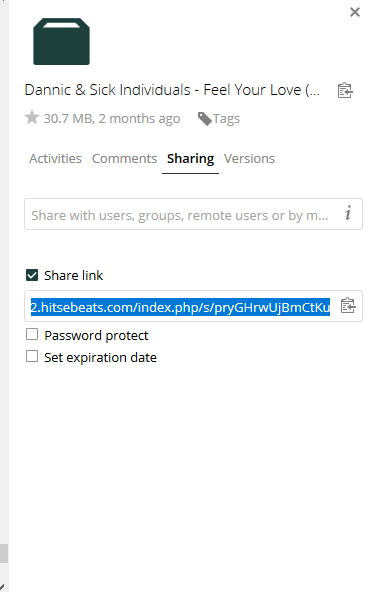 Dannic & Sick Individuals - Feel Your Love (...
30.7 MB, 2 months ago Tags
Activities Comments Sharing Versions
Share with users, groups, remote users or by m... i
Share link
2.hitsebeats.com/index.php/s/pryGHrwUjBmCtKu
Password protect
Set expiration date